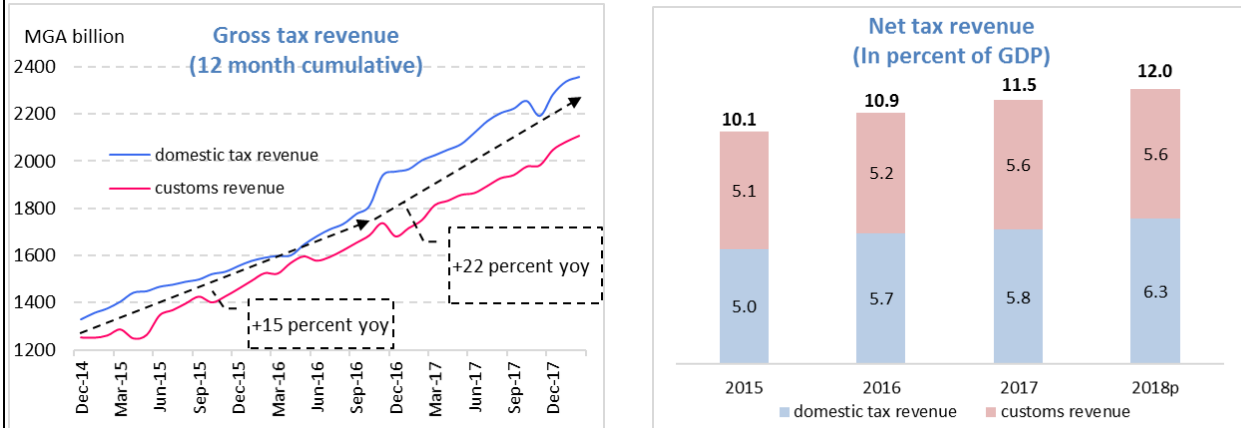 MGA billion
Gross tax revenue
(12 month cumulative)
2400
2200
2000
1800
1600
1400
1200
domestic tax revenue
customs revenue
+22 percent yoy
+15 percent yoy
Dec-14
Mar-15
Jun-15
Sep-15
Dec-15
Mar-16
Jun-16
Sep-16
Dec-16
Mar-17
Jun-17
Sep-17
Dec-17
Net tax revenue
(In percent of GDP)
10.1
10.9
11.5
12.0
5.1
5.2
5.6
5.6
5.0
5.7
5.8
6.3
2015
2016
2017
2018p
domestic tax revenue
customs revenue